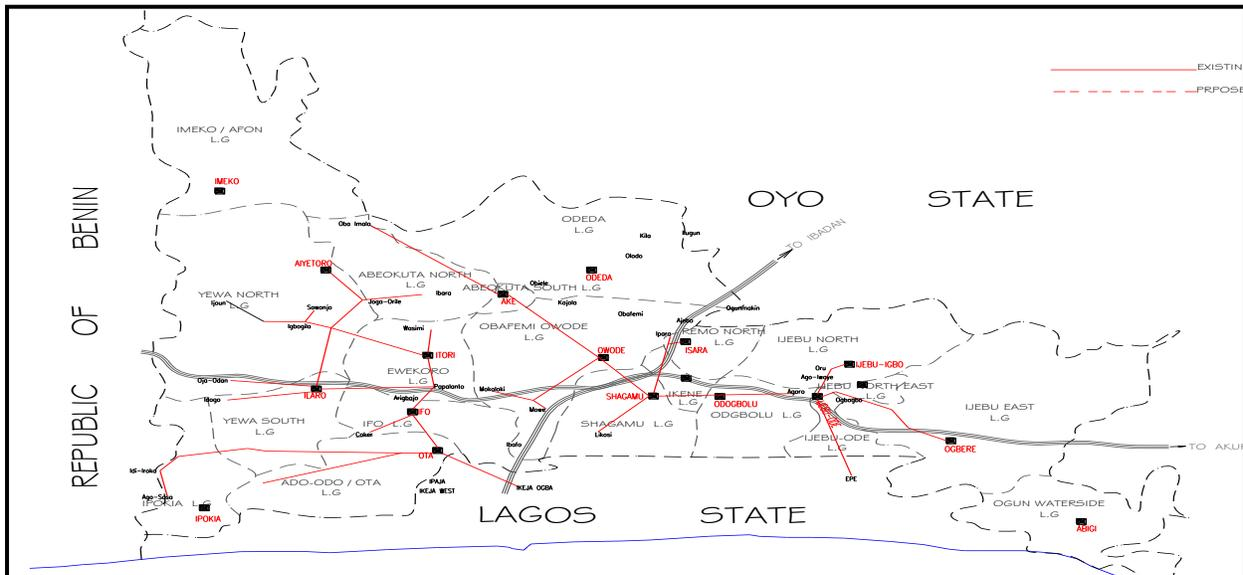 EXISTIN
PRPOSE
IMEKO / AFON
L.G
IMEKO
REPUBLIC OF BENIN
OYO STATE
TO IBADAN
ODEDA
L.G
Oba Imala
Kila
Ilugun
Olodo
AIYETORO
ABEOKUTA NORTH
L.G
ODEDA
Obiele
ABEOKUTA SOUTH L.G
YEWA NORTH
L.G
Ijoun
Sawonjo
Joga-Orile
Ibara
AKE
Kajola
Obafemi
Ogunmakin
Igbogila
Wasimi
OBAFEMI OWODE
L.G
Ajebo
Ipara
REMO NORTH
L.G
IJEBU NORTH
L.G
ITORI
OWODE
ISARA
EWEKORO
L.G
Oru
IJEBU-IGBO
Ago-Iwoye
IJEBU NORTH EAST
L.G
Oja-Odan
ILARO
Papalanto
Mokoloki
Idogo
Arigbajo
IFO
Mowe
SHAGAMU
IKENE
L.G
ODOGBOLU
Agoro
IJEBU-ODE
Ogbogbo
ODGBOLU L.G
IJEBU EAST
L.G
YEWA SOUTH
L.G
IFO L.G
Coker
SHAGAMU L.G
Likosi
IJEBU-ODE
L.G
OGBERE
TO AKUR
Ibafo
OTA
Idi-Iroko
ADO-ODO / OTA
L.G
IPAJA
IKEJA WEST
IKEJA OGBA
EPE
Ago-Sasa
IPOKIA L.G
IPOKIA
LAGOS STATE
OGUN WATERSIDE
L.G
ABIGI